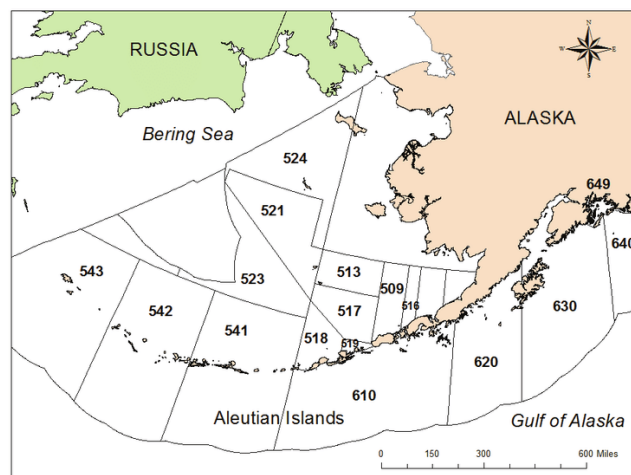 N
W E
S
RUSSIA
Bering Sea
ALASKA
524
649
521
640
543
513
523
509
516
542
517
630
541
518
519
620
610
Aleutian Islands
Gulf of Alaska
0 150 300 600 Miles